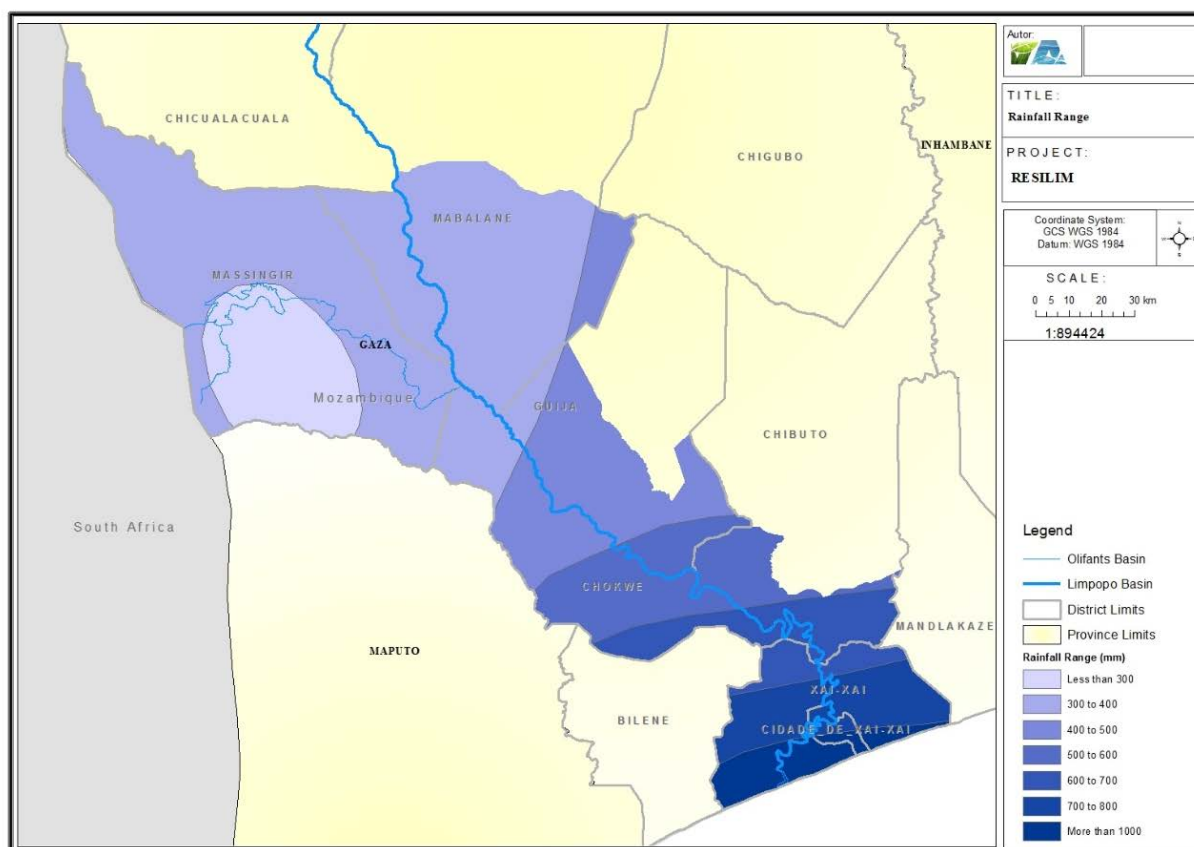 CHICUALACUALA
CHIGUBO
INHAMBANE
MABALANE
MASSINGIR
GAZA
Mozambique
GUIJA
CHIBUTO
South Africa
CHOKWE
MANDLAKAZE
MAPUTO
BILENE
XAI-XAI
CIDADE_DE_XAI-XAI
Autor:
TITLE:
Rainfall Range
PROJECT:
RESILIM
Coordinate System:
GCS WGS 1984
Datum: WGS 1984
SCALE:
0 5 10 20 30 km
1:894424
Legend
Olifants Basin
Limpopo Basin
District Limits
Province Limits
Rainfall Range (mm)
Less than 300
300 to 400
400 to 500
500 to 600
600 to 700
700 to 800
More than 1000